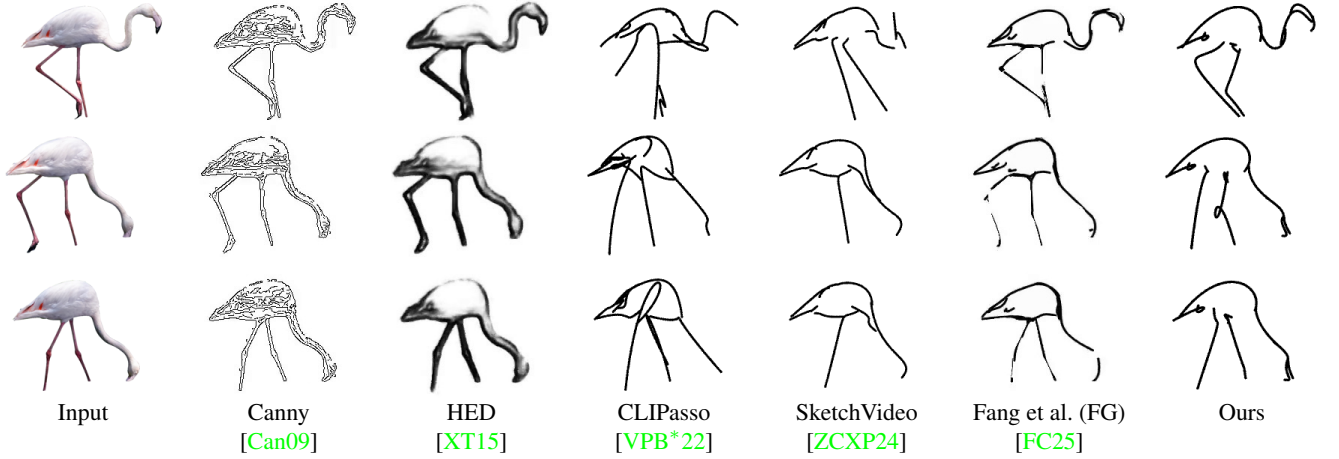 Input Canny HED CLIPasso SketchVideo Fang et al. (FG) Ours
[Can09] [XT15] [VPB*22] [ZCXP24] [FC25]